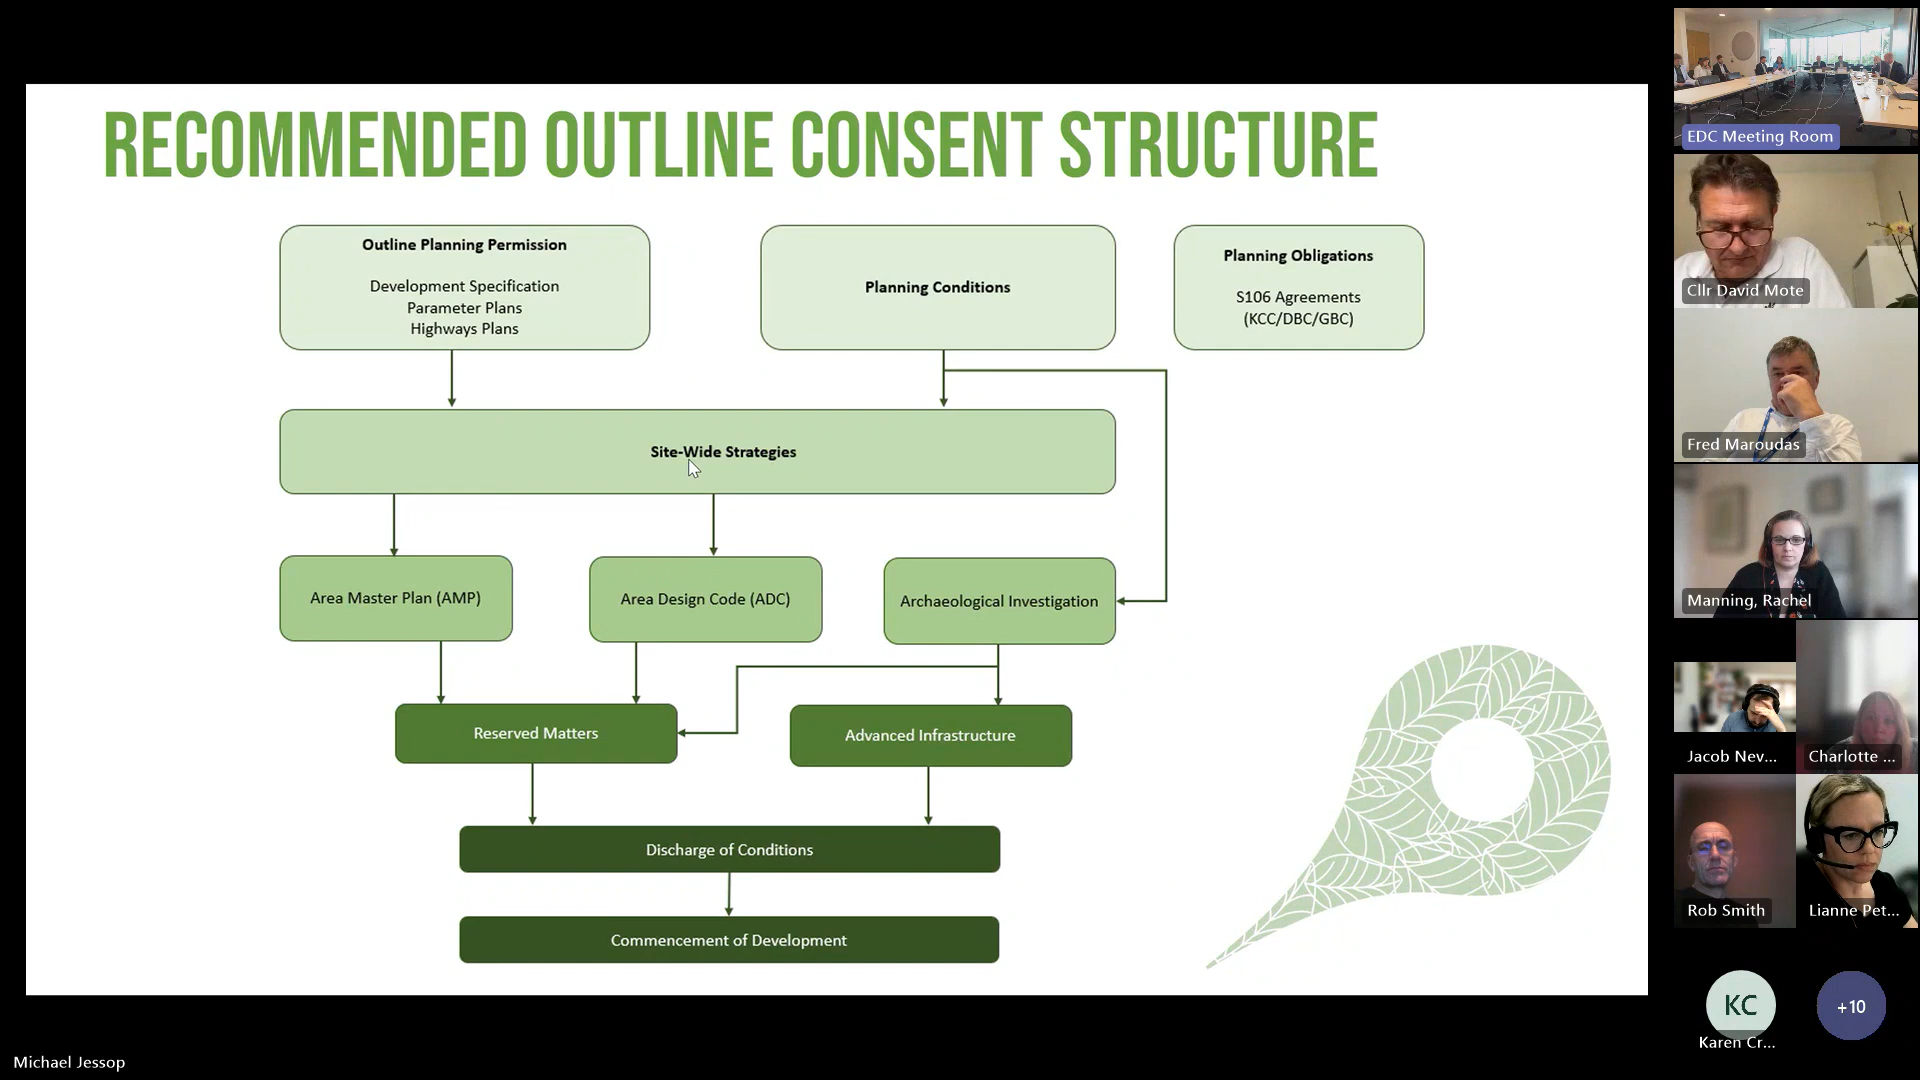 RECOMMENDED OUTLINE CONSENT STRUCTURE
Outline Planning Permission
Development Specification
Parameter Plans
Highways Plans
Planning Conditions
Planning Obligations
S106 Agreements
(KCC/DBC/GBC)
Site-Wide Strategies
Area Master Plan (AMP)
Area Design Code (ADC)
Archaeological Investigation
Reserved Matters
Advanced Infrastructure
Discharge of Conditions
Commencement of Development
EDC Meeting Room
Cllr David Mote
Fred Maroudas
Manning, Rachel
Jacob Nev...
Charlotte ...
Rob Smith
Lianne Pet...
KC
Karen Cr...
+10
Michael Jessop